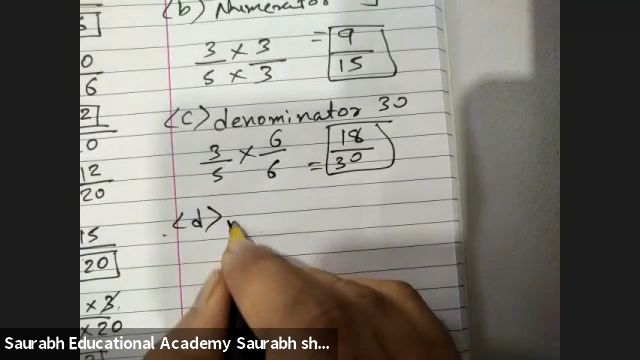 (b) Numerator
3 × 3 = 9
5 × 3 15
(c) denominator 30
3 × 6 = 18
5 6 30
(d)
0
6
2
0
12
20
15
20
× 3
× 20
Saurabh Educational Academy Saurabh sh...